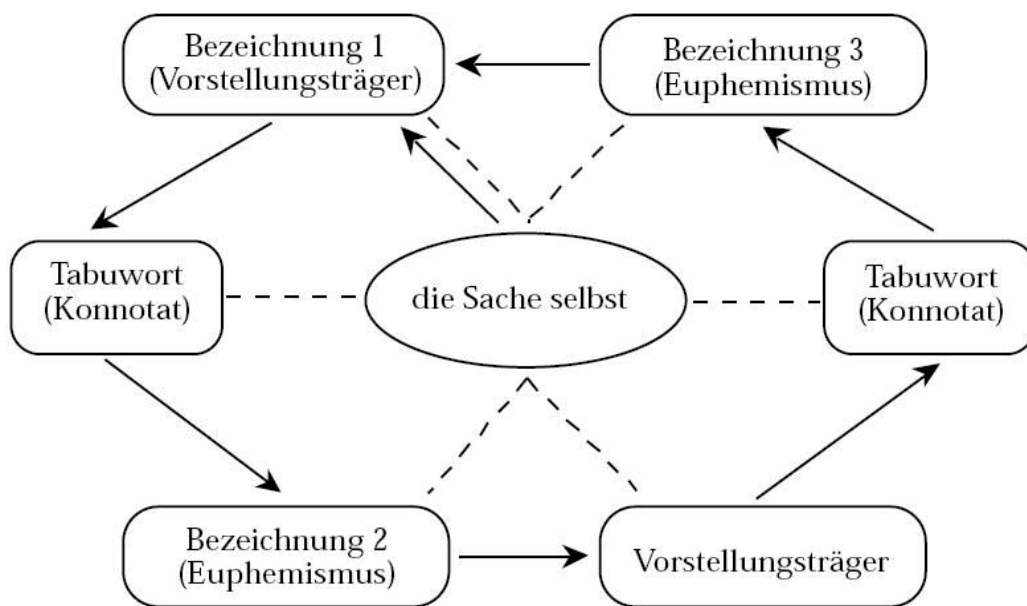 Bezeichnung 1
(Vorstellungsträger)
Bezeichnung 3
(Euphemismus)
Tabuwort
(Konnotat)
die Sache selbst
Tabuwort
(Konnotat)
Bezeichnung 2
(Euphemismus)
Vorstellungsträger